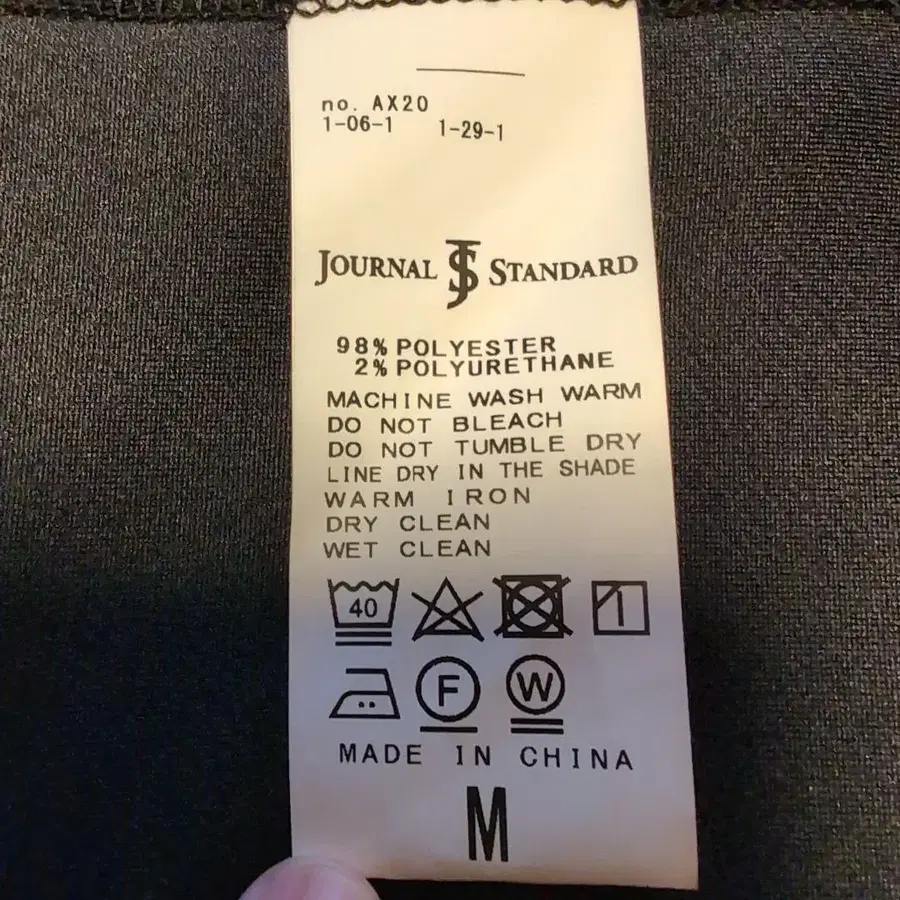 no. AX20
1-06-1 1-29-1
JOURNAL JS STANDARD
98% POLYESTER
2% POLYURETHANE
MACHINE WASH WARM
DO NOT BLEACH
DO NOT TUMBLE DRY
LINE DRY IN THE SHADE
WARM IRON
DRY CLEAN
WET CLEAN
40
F W
MADE IN CHINA
M